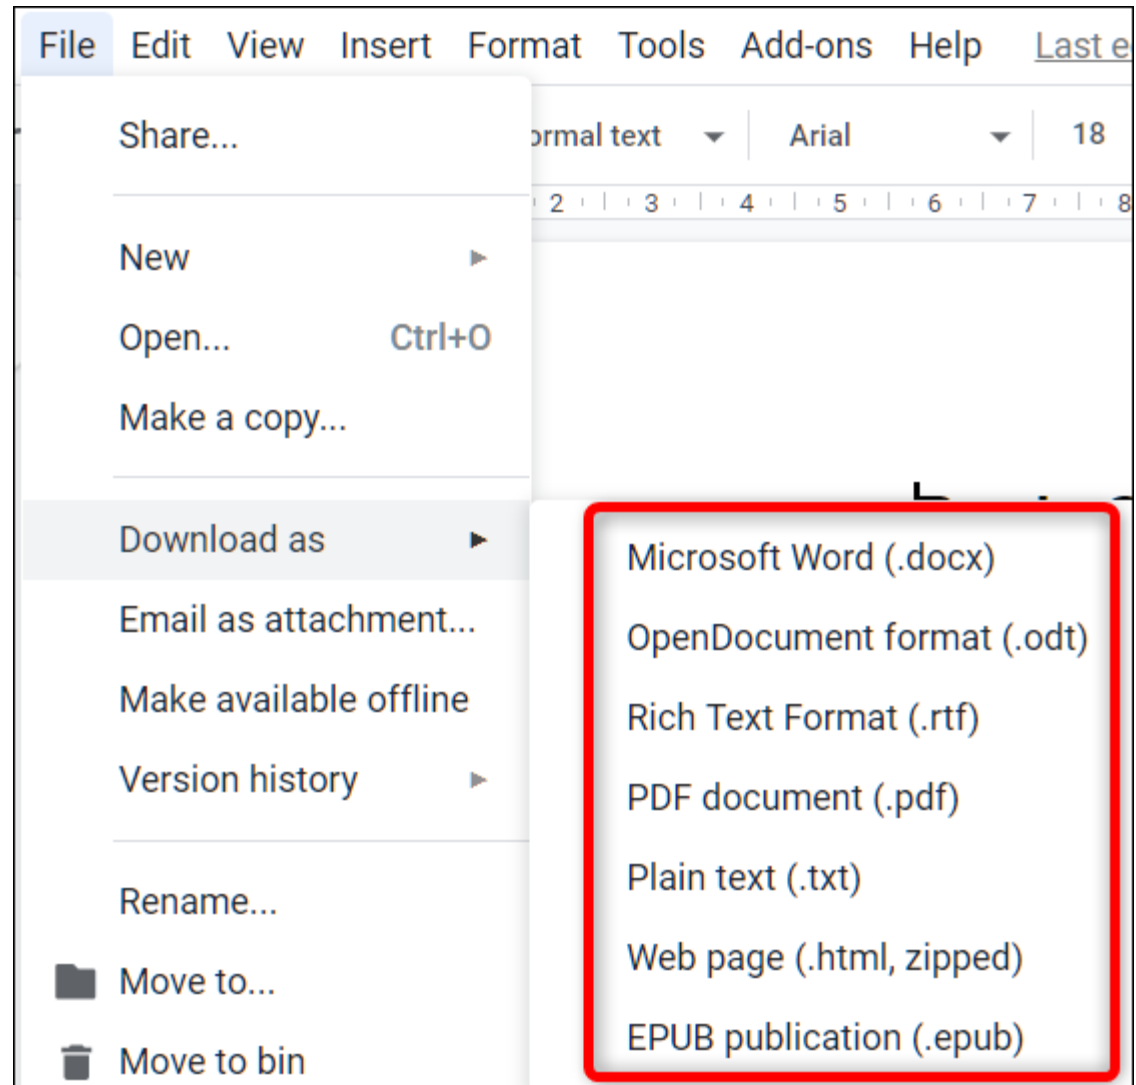 File Edit View Insert Format Tools Add-ons Help Last e
Share...
ormal text Arial 18
2 3 4 5 6 7 8
New
Open... Ctrl+O
Make a copy...
Download as
Email as attachment...
Make available offline
Version history
Rename...
Move to...
Move to bin
Microsoft Word (.docx)
OpenDocument format (.odt)
Rich Text Format (.rtf)
PDF document (.pdf)
Plain text (.txt)
Web page (.html, zipped)
EPUB publication (.epub)